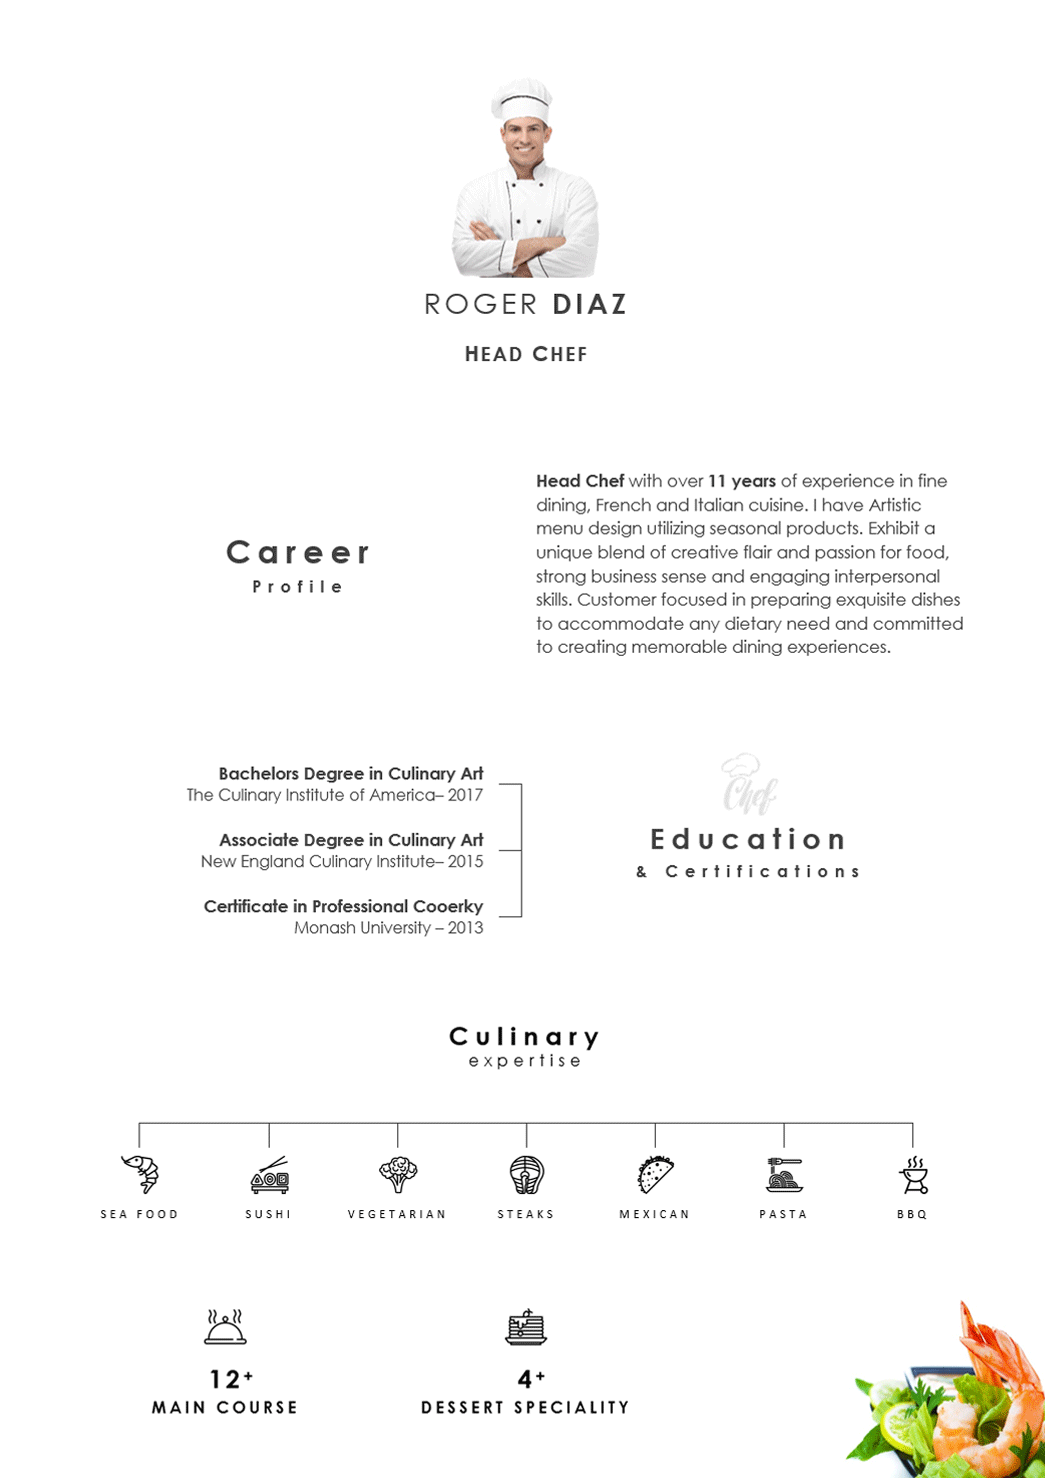 ROGER DIAZ
HEAD CHEF
Career
Profile
Head Chef with over 11 years of experience in fine
dining, French and Italian cuisine. I have Artistic
menu design utilizing seasonal products. Exhibit a
unique blend of creative flair and passion for food,
strong business sense and engaging interpersonal
skills. Customer focused in preparing exquisite dishes
to accommodate any dietary need and committed
to creating memorable dining experiences.
Bachelors Degree in Culinary Art
The Culinary Institute of America– 2017
Associate Degree in Culinary Art
New England Culinary Institute– 2015
Certificate in Professional Cooerky
Monash University – 2013
Chef
Education
& Certifications
Culinary
expertise
SEA FOOD
SUSHI
VEGETARIAN
STEAKS
MEXICAN
PASTA
BBQ
12+
MAIN COURSE
4+
DESSERT SPECIALITY